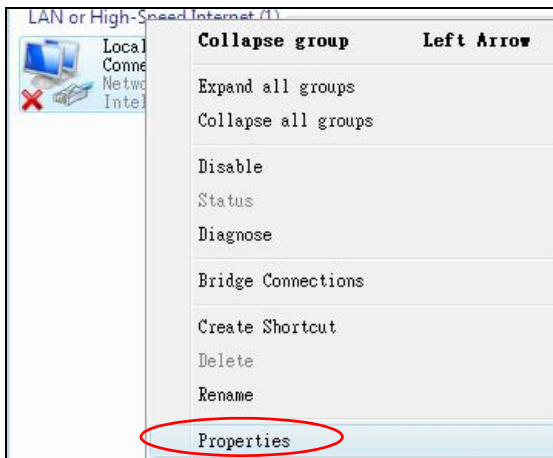 LAN or High-Speed Internet (1)
Local
Conne
Netwo
Intel
Collapse group Left Arrow
Expand all groups
Collapse all groups
Disable
Status
Diagnose
Bridge Connections
Create Shortcut
Delete
Rename
Properties